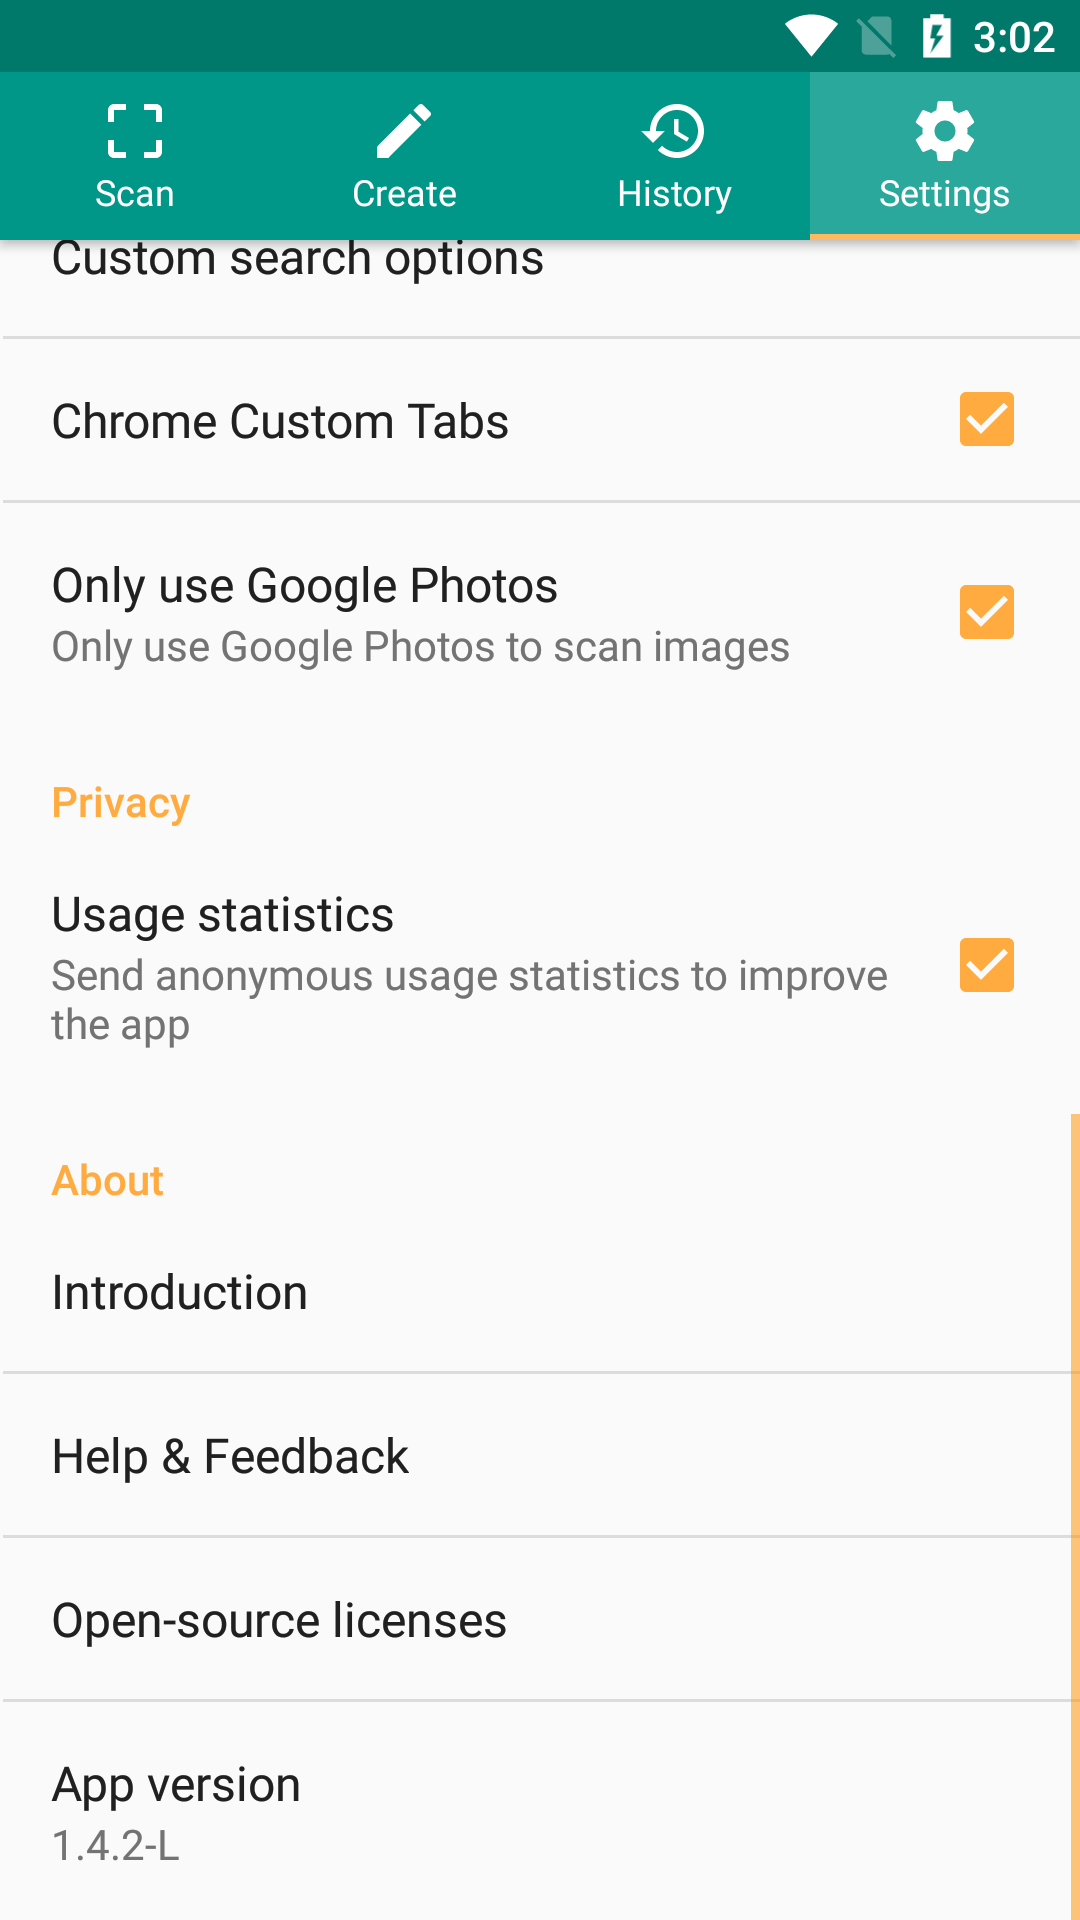 3:02
Scan
Create
History
Settings
Custom search options
Chrome Custom Tabs
Only use Google Photos
Only use Google Photos to scan images
Privacy
Usage statistics
Send anonymous usage statistics to improve
the app
About
Introduction
Help & Feedback
Open-source licenses
App version
1.4.2-L